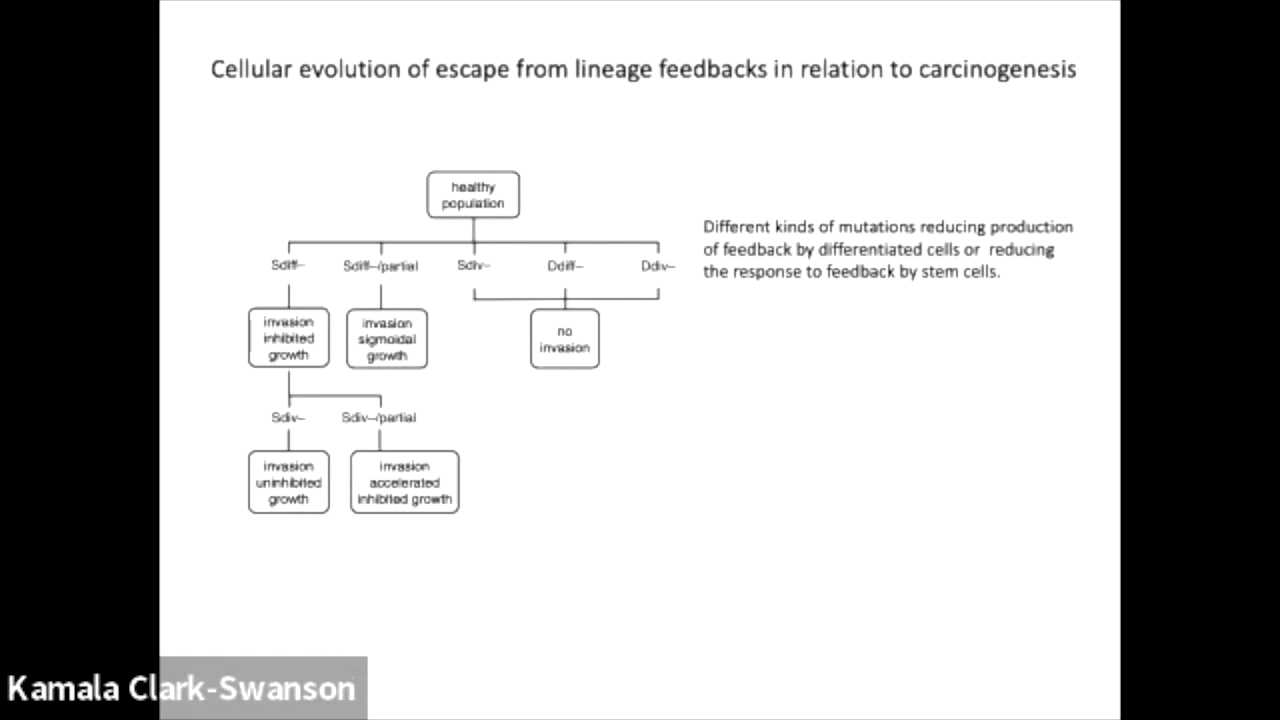 Cellular evolution of escape from lineage feedbacks in relation to carcinogenesis
healthy
population
Sdiff–
Sdiff–/partial
Sdiv–
Ddiff–
Ddiv–
Different kinds of mutations reducing production
of feedback by differentiated cells or reducing
the response to feedback by stem cells.
invasion
inhibited
growth
invasion
sigmoidal
growth
no
invasion
Sdiv–
Sdiv–/partial
invasion
uninhibited
growth
invasion
accelerated
inhibited growth
Kamala Clark-Swanson